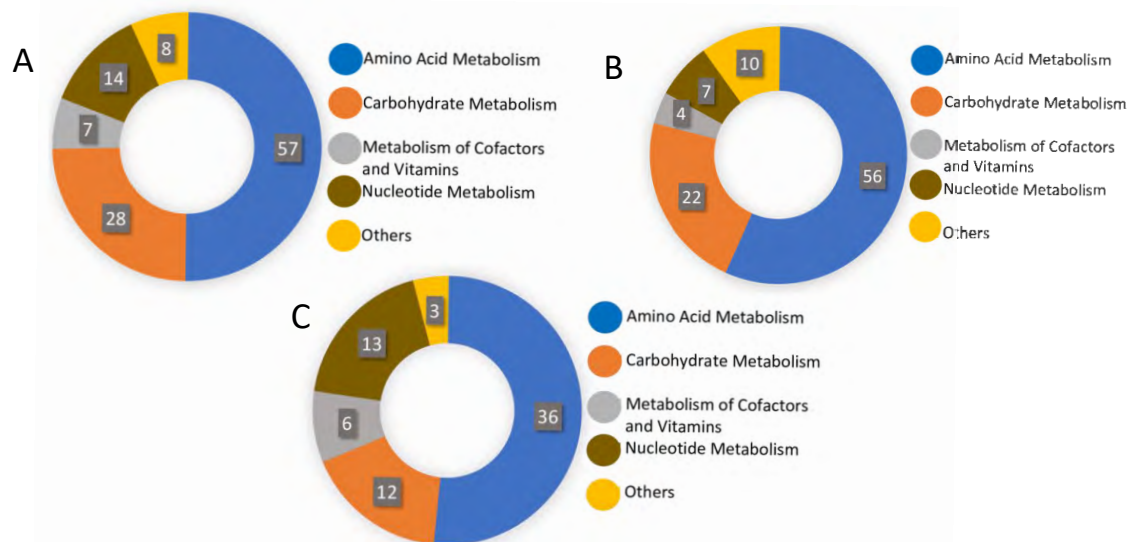 A
8
14
7
57
28
Amino Acid Metabolism
Carbohydrate Metabolism
Metabolism of Cofactors
and Vitamins
Nucleotide Metabolism
Others
B
10
7
4
56
22
Amino Acid Metabolism
Carbohydrate Metabolism
Metabolism of Cofactors
and Vitamins
Nucleotide Metabolism
Others
C
3
13
6
36
12
Amino Acid Metabolism
Carbohydrate Metabolism
Metabolism of Cofactors
and Vitamins
Nucleotide Metabolism
Others